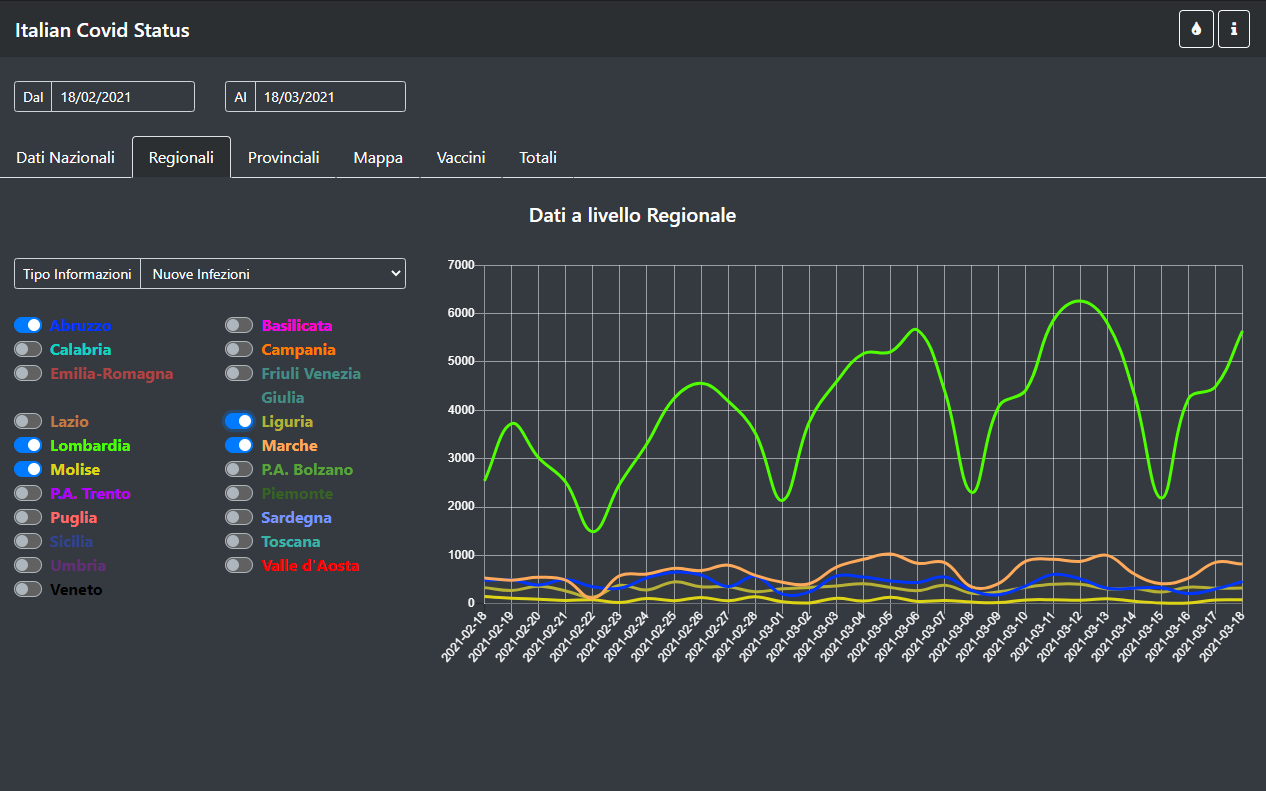 Italian Covid Status
Dal 18/02/2021 Al 18/03/2021
Dati Nazionali Regionali Provinciali Mappa Vaccini Totali
Dati a livello Regionale
Tipo Informazioni Nuove Infezioni
Abruzzo Basilicata
Calabria Campania
Emilia-Romagna Friuli Venezia
Giulia
Lazio Liguria
Lombardia Marche
Molise P.A. Bolzano
P.A. Trento Piemonte
Puglia Sardegna
Sicilia Toscana
Umbria Valle d'Aosta
Veneto
7000
6000
5000
4000
3000
2000
1000
0
2021-02-18
2021-02-19
2021-02-20
2021-02-21
2021-02-22
2021-02-23
2021-02-24
2021-02-25
2021-02-26
2021-02-27
2021-02-28
2021-03-01
2021-03-02
2021-03-03
2021-03-04
2021-03-05
2021-03-06
2021-03-07
2021-03-08
2021-03-09
2021-03-10
2021-03-11
2021-03-12
2021-03-13
2021-03-14
2021-03-15
2021-03-16
2021-03-17
2021-03-18